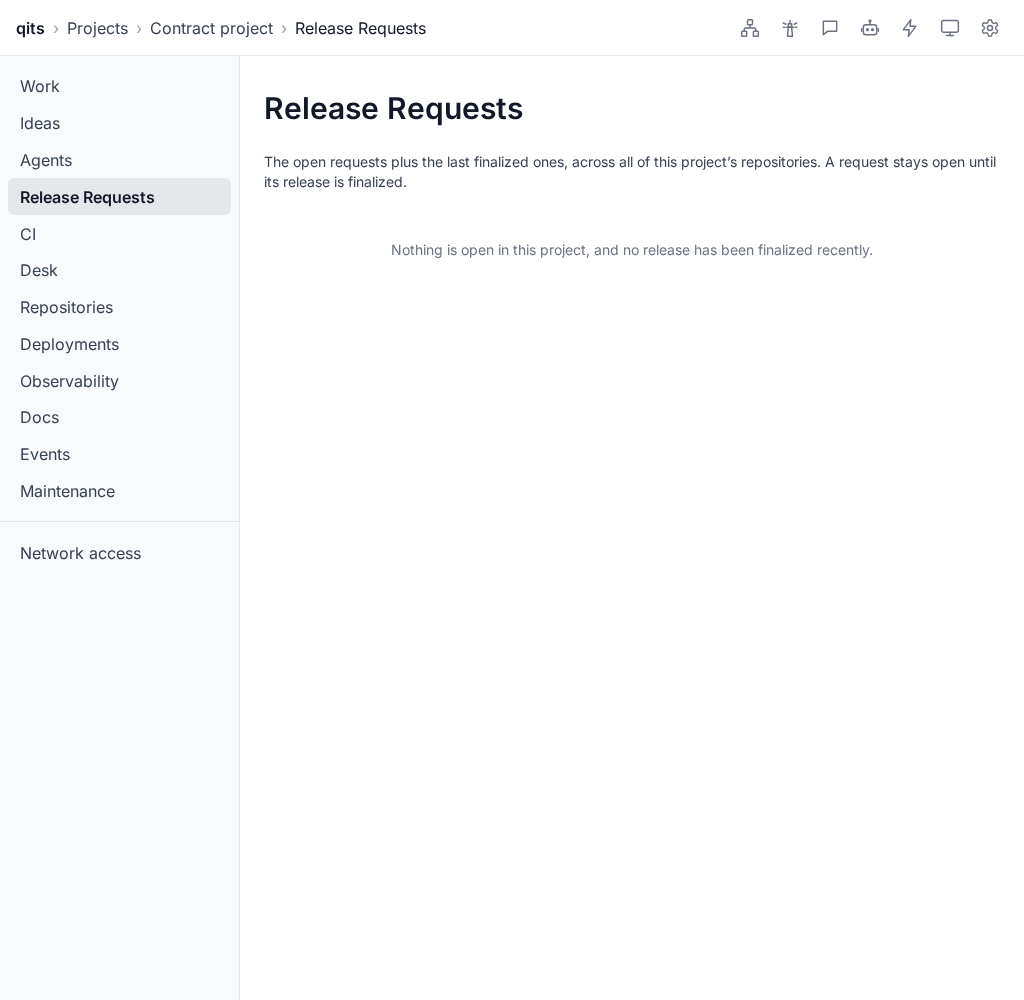 qits › Projects › Contract project › Release Requests
Work
Ideas
Agents
Release Requests
CI
Desk
Repositories
Deployments
Observability
Docs
Events
Maintenance
Network access
Release Requests
The open requests plus the last finalized ones, across all of this project’s repositories. A request stays open until
its release is finalized.
Nothing is open in this project, and no release has been finalized recently.